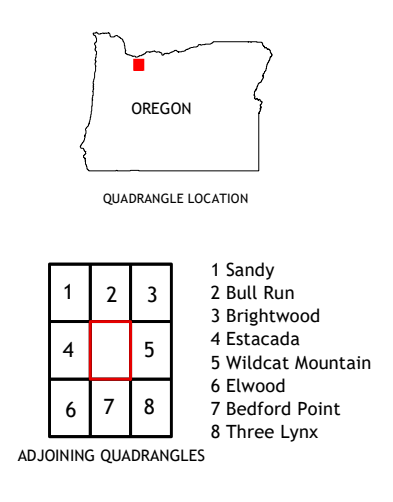 OREGON
QUADRANGLE LOCATION
1 2 3
4 5
6 7 8
1 Sandy
2 Bull Run
3 Brightwood
4 Estacada
5 Wildcat Mountain
6 Elwood
7 Bedford Point
8 Three Lynx
ADJOINING QUADRANGLES